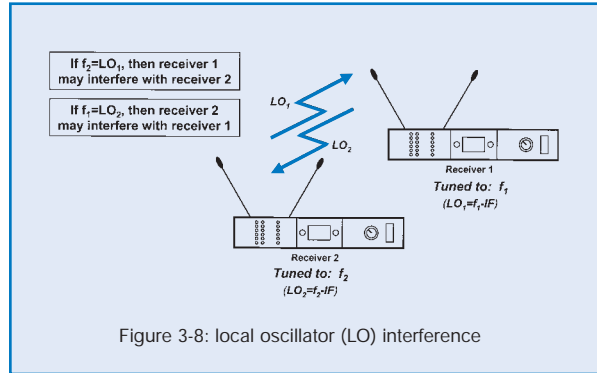 If f₂=LO₁, then receiver 1
may interfere with receiver 2
If f₁=LO₂, then receiver 2
may interfere with receiver 1
LO₁
LO₂
Receiver 1
Tuned to: f₁
(LO₁=f₁-IF)
Receiver 2
Tuned to: f₂
(LO₂=f₂-IF)
Figure 3-8: local oscillator (LO) interference